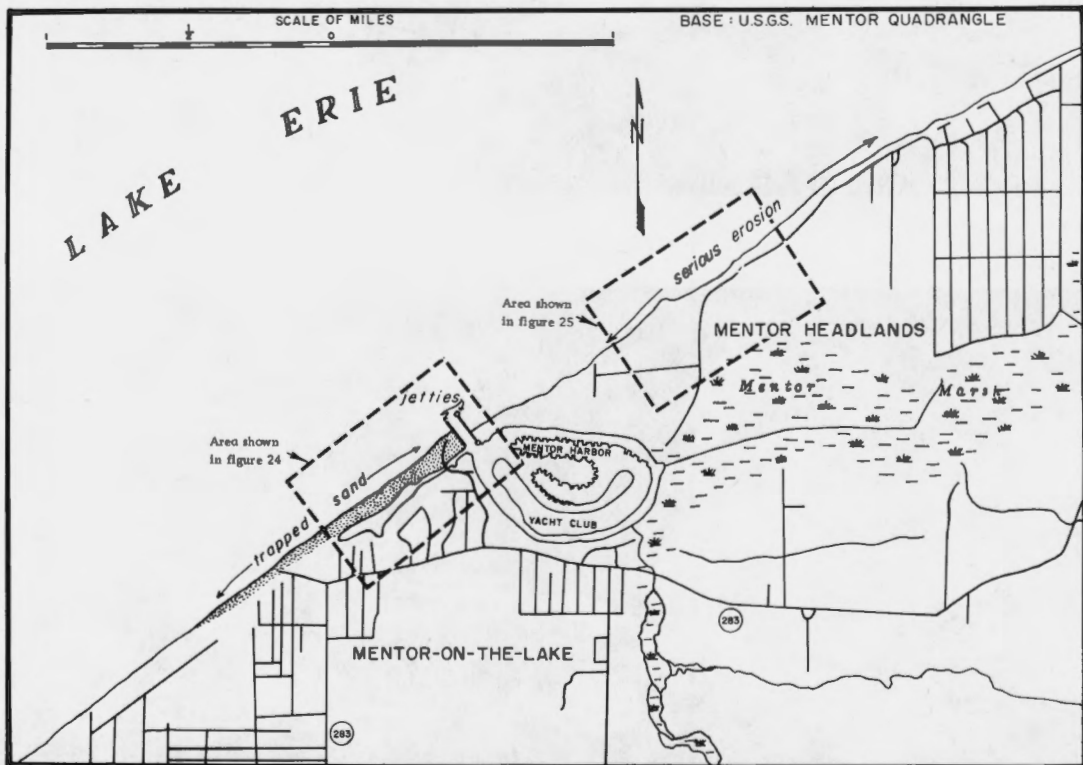 SCALE OF MILES
BASE : U.S.G.S. MENTOR QUADRANGLE
1 ½ 0 1
LAKE ERIE
N
serious erosion
Area shown
in figure 25
MENTOR HEADLANDS
Mentor Marsh
jetties
Area shown
in figure 24
trapped sand
MENTOR HARBOR
YACHT CLUB
283
MENTOR-ON-THE-LAKE
283